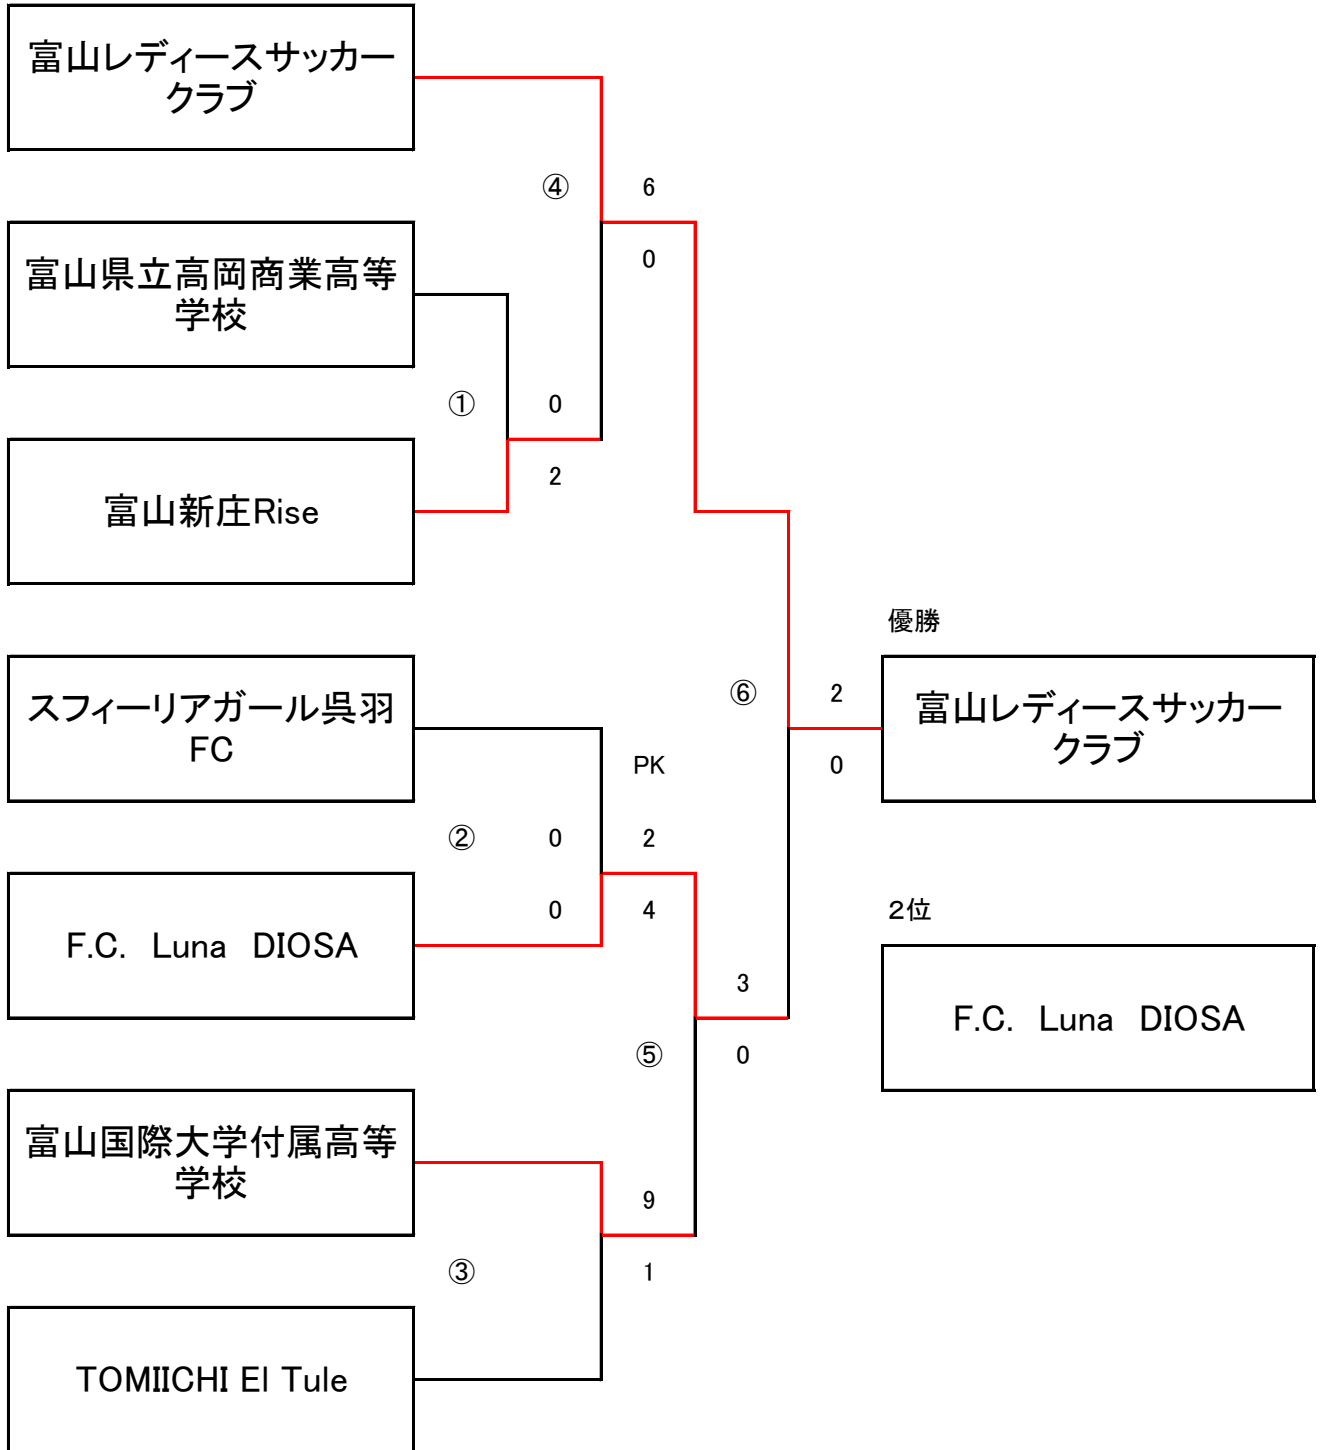 富山レディースサッカー
クラブ
④
6
0
富山県立高岡商業高等
学校
①
0
2
富山新庄Rise
優勝
スフィーリアガール呉羽
FC
⑥
2
0
富山レディースサッカー
クラブ
PK
②
0
2
0
4
F.C. Luna DIOSA
2位
F.C. Luna DIOSA
3
⑤
0
富山国際大学付属高等
学校
9
③
1
TOMIICHI El Tule